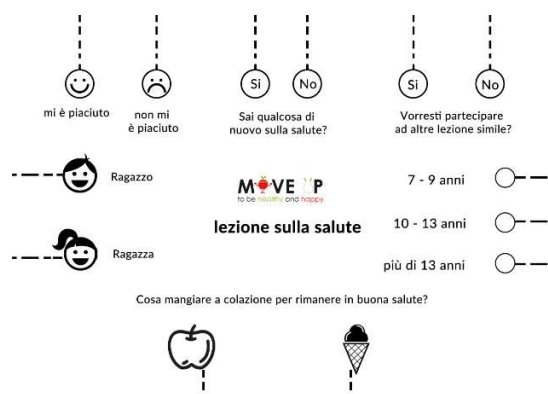 Si
No
Si
No
mi è piaciuto
non mi
è piaciuto
Sai qualcosa di
nuovo sulla salute?
Vorresti partecipare
ad altre lezione simile?
Ragazzo
MOVE UP
to be healthy and happy
7 - 9 anni
lezione sulla salute
10 - 13 anni
Ragazza
più di 13 anni
Cosa mangiare a colazione per rimanere in buona salute?